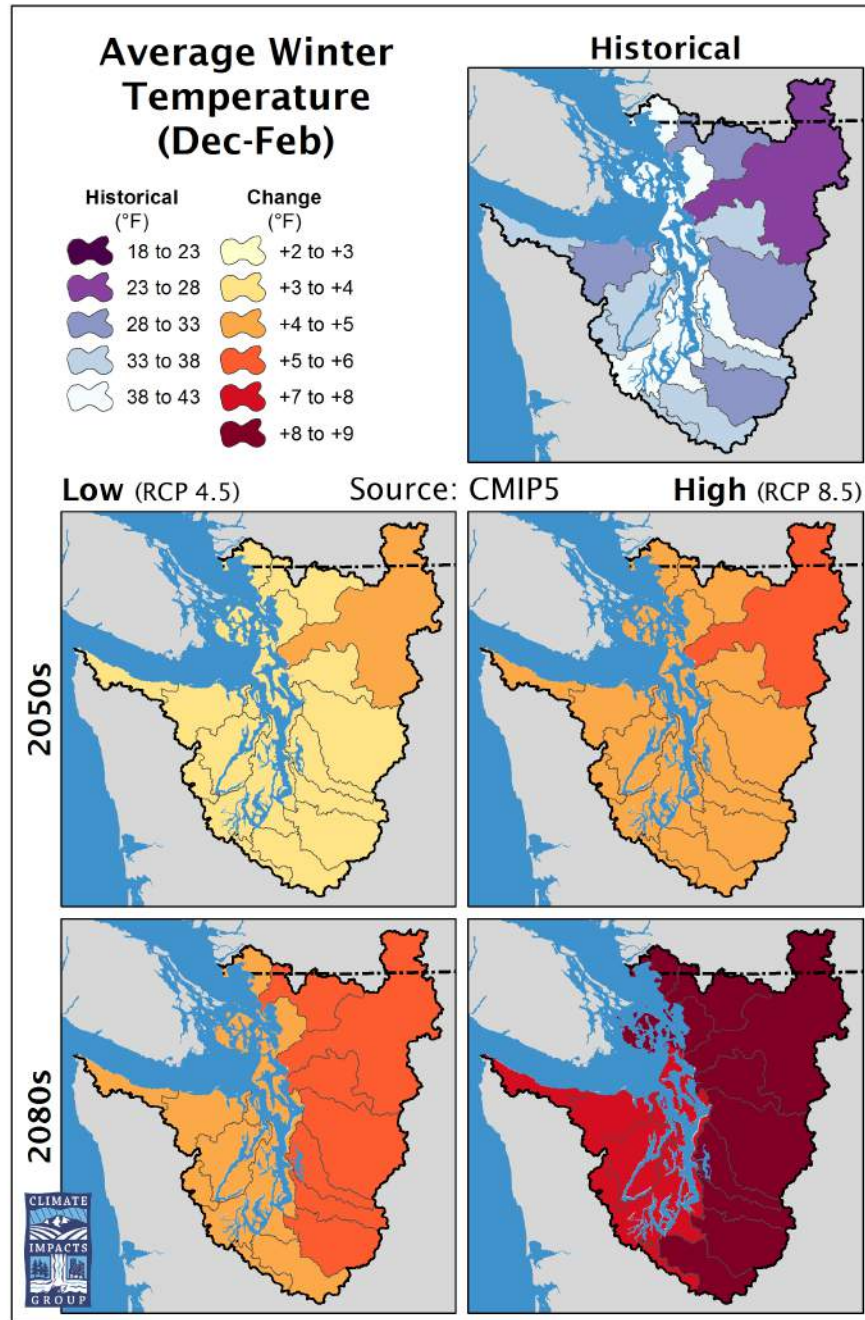 Average Winter
Temperature
(Dec-Feb)
Historical
Historical
(°F)
18 to 23
23 to 28
28 to 33
33 to 38
38 to 43
Change
(°F)
+2 to +3
+3 to +4
+4 to +5
+5 to +6
+7 to +8
+8 to +9
Low (RCP 4.5)
Source: CMIP5
High (RCP 8.5)
2050s
2080s
CLIMATE
IMPACTS
GROUP